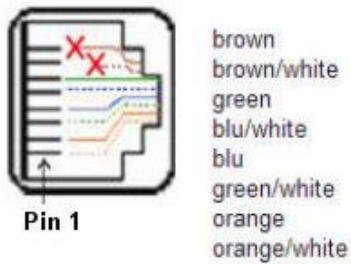 brown
brown/white
green
blu/white
blu
green/white
orange
orange/white
Pin 1